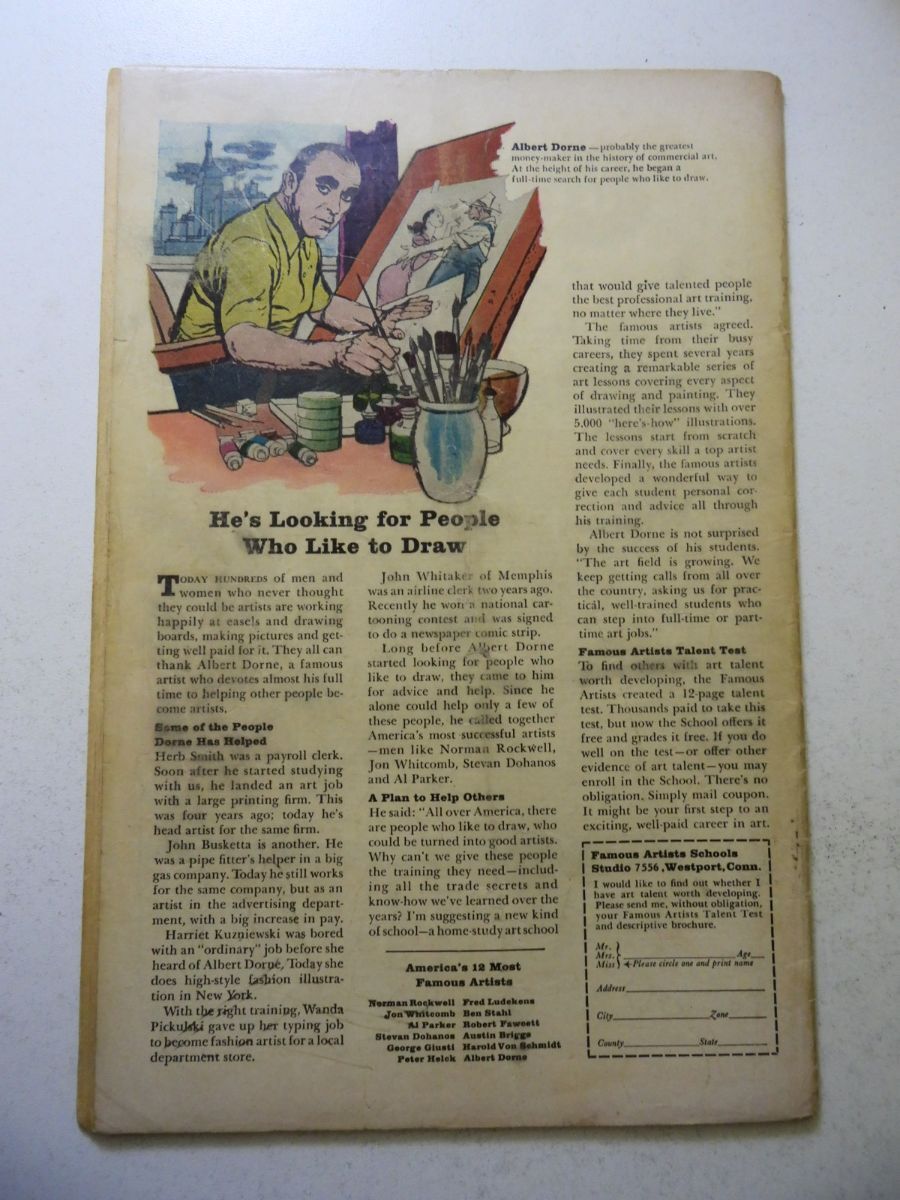 Albert Dorne —probably the greatest
money-maker in the history of commercial art.
At the height of his career, he began a
full-time search for people who like to draw.
He's Looking for People
Who Like to Draw
TODAY HUNDREDS of men and
women who never thought
they could be artists are working
happily at easels and drawing
boards, making pictures and get-
ting well paid for it. They all can
thank Albert Dorne, a famous
artist who devotes almost his full
time to helping other people be-
come artists.
Some of the People
Dorne Has Helped
Herb Smith was a payroll clerk.
Soon after he started studying
with us, he landed an art job
with a large printing firm. This
was four years ago; today he's
head artist for the same firm.
John Busketta is another. He
was a pipe fitter's helper in a big
gas company. Today he still works
for the same company, but as an
artist in the advertising depart-
ment, with a big increase in pay.
Harriet Kuzniewski was bored
with an "ordinary" job before she
heard of Albert Dorne. Today she
does high-style fashion illustra-
tion in New York.
With the right training, Wanda
Pickulski gave up her typing job
to become fashion artist for a local
department store.
John Whitaker of Memphis
was an airline clerk two years ago.
Recently he won a national car-
tooning contest and was signed
to do a newspaper comic strip.
Long before Albert Dorne
started looking for people who
like to draw, they came to him
for advice and help. Since he
alone could help only a few of
these people, he called together
America's most successful artists
—men like Norman Rockwell,
Jon Whitcomb, Stevan Dohanos
and Al Parker.
A Plan to Help Others
He said: "All over America, there
are people who like to draw, who
could be turned into good artists.
Why can't we give these people
the training they need—includ-
ing all the trade secrets and
know-how we've learned over the
years? I'm suggesting a new kind
of school—a home-study art school
that would give talented people
the best professional art training,
no matter where they live."
The famous artists agreed.
Taking time from their busy
careers, they spent several years
creating a remarkable series of
art lessons covering every aspect
of drawing and painting. They
illustrated their lessons with over
5,000 "here's-how" illustrations.
The lessons start from scratch
and cover every skill a top artist
needs. Finally, the famous artists
developed a wonderful way to
give each student personal cor-
rection and advice all through
his training.
Albert Dorne is not surprised
by the success of his students.
"The art field is growing. We
keep getting calls from all over
the country, asking us for prac-
tical, well-trained students who
can step into full-time or part-
time art jobs."
Famous Artists Talent Test
To find others with art talent
worth developing, the Famous
Artists created a 12-page talent
test. Thousands paid to take this
test, but now the School offers it
free and grades it free. If you do
well on the test—or offer other
evidence of art talent—you may
enroll in the School. There's no
obligation. Simply mail coupon.
It might be your first step to an
exciting, well-paid career in art.
America's 12 Most
Famous Artists
Norman Rockwell Fred Ludekens
Jon Whitcomb Ben Stahl
Al Parker Robert Fawcett
Stevan Dohanos Austin Briggs
George Giusti Harold Von Schmidt
Peter Helck Albert Dorne
Famous Artists Schools
Studio 7556, Westport, Conn.
I would like to find out whether I
have art talent worth developing.
Please send me, without obligation,
your Famous Artists Talent Test
and descriptive brochure.
Mr.
Mrs. Age
Miss Please circle one and print name
Address
City Zone
County State